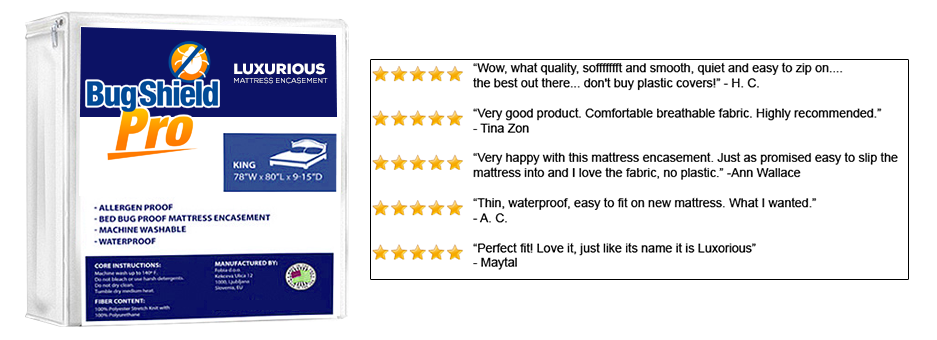 BugShield
Pro
LUXURIOUS
MATTRESS ENCASEMENT
KING
78"W x 80"L x 9-15"D
- ALLERGEN PROOF
- BED BUG PROOF MATTRESS ENCASEMENT
- MACHINE WASHABLE
- WATERPROOF
CORE INSTRUCTIONS:
Machine wash up to 140° F.
Do not bleach or use harsh detergents.
Do not dry clean.
Tumble dry medium heat.
FIBER CONTENT:
100% Polyester Stretch Knit with
100% Polyurethane
MANUFACTURED BY:
Fobia d.o.o.
Koteceva Ulica 12
1000, Ljubljana
Slovenia, EU
“Wow, what quality, soffffffft and smooth, quiet and easy to zip on....
the best out there... don't buy plastic covers!” - H. C.
“Very good product. Comfortable breathable fabric. Highly recommended.”
- Tina Zon
“Very happy with this mattress encasement. Just as promised easy to slip the
mattress into and I love the fabric, no plastic.” -Ann Wallace
“Thin, waterproof, easy to fit on new mattress. What I wanted.”
- A. C.
“Perfect fit! Love it, just like its name it is Luxorious”
- Maytal